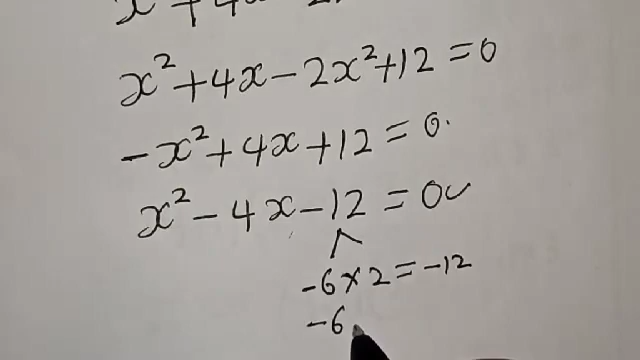 x² + 4x - 2x² + 12 = 0
-x² + 4x + 12 = 0.
x² - 4x - 12 = 0
-6 × 2 = -12
-6